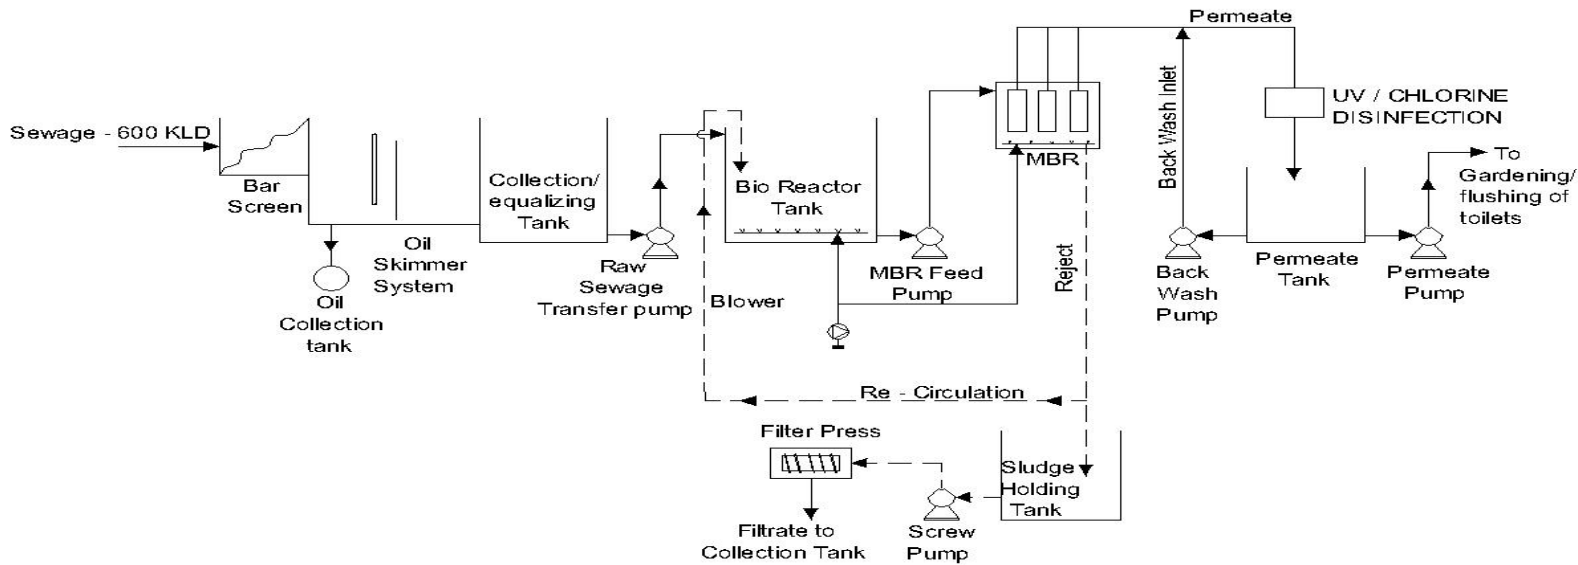 Permeate
Sewage - 600 KLD
Bar
Screen
Oil
Skimmer
System
Oil
Collection
tank
Collection/
equalizing
Tank
Raw
Sewage
Transfer pump
Bio Reactor
Tank
Blower
MBR Feed
Pump
MBR
Reject
Back Wash Inlet
UV / CHLORINE
DISINFECTION
To
Gardening/
flushing of
toilets
Back
Wash
Pump
Permeate
Tank
Permeate
Pump
Re - Circulation
Filter Press
Filtrate to
Collection Tank
Screw
Pump
Sludge
Holding
Tank